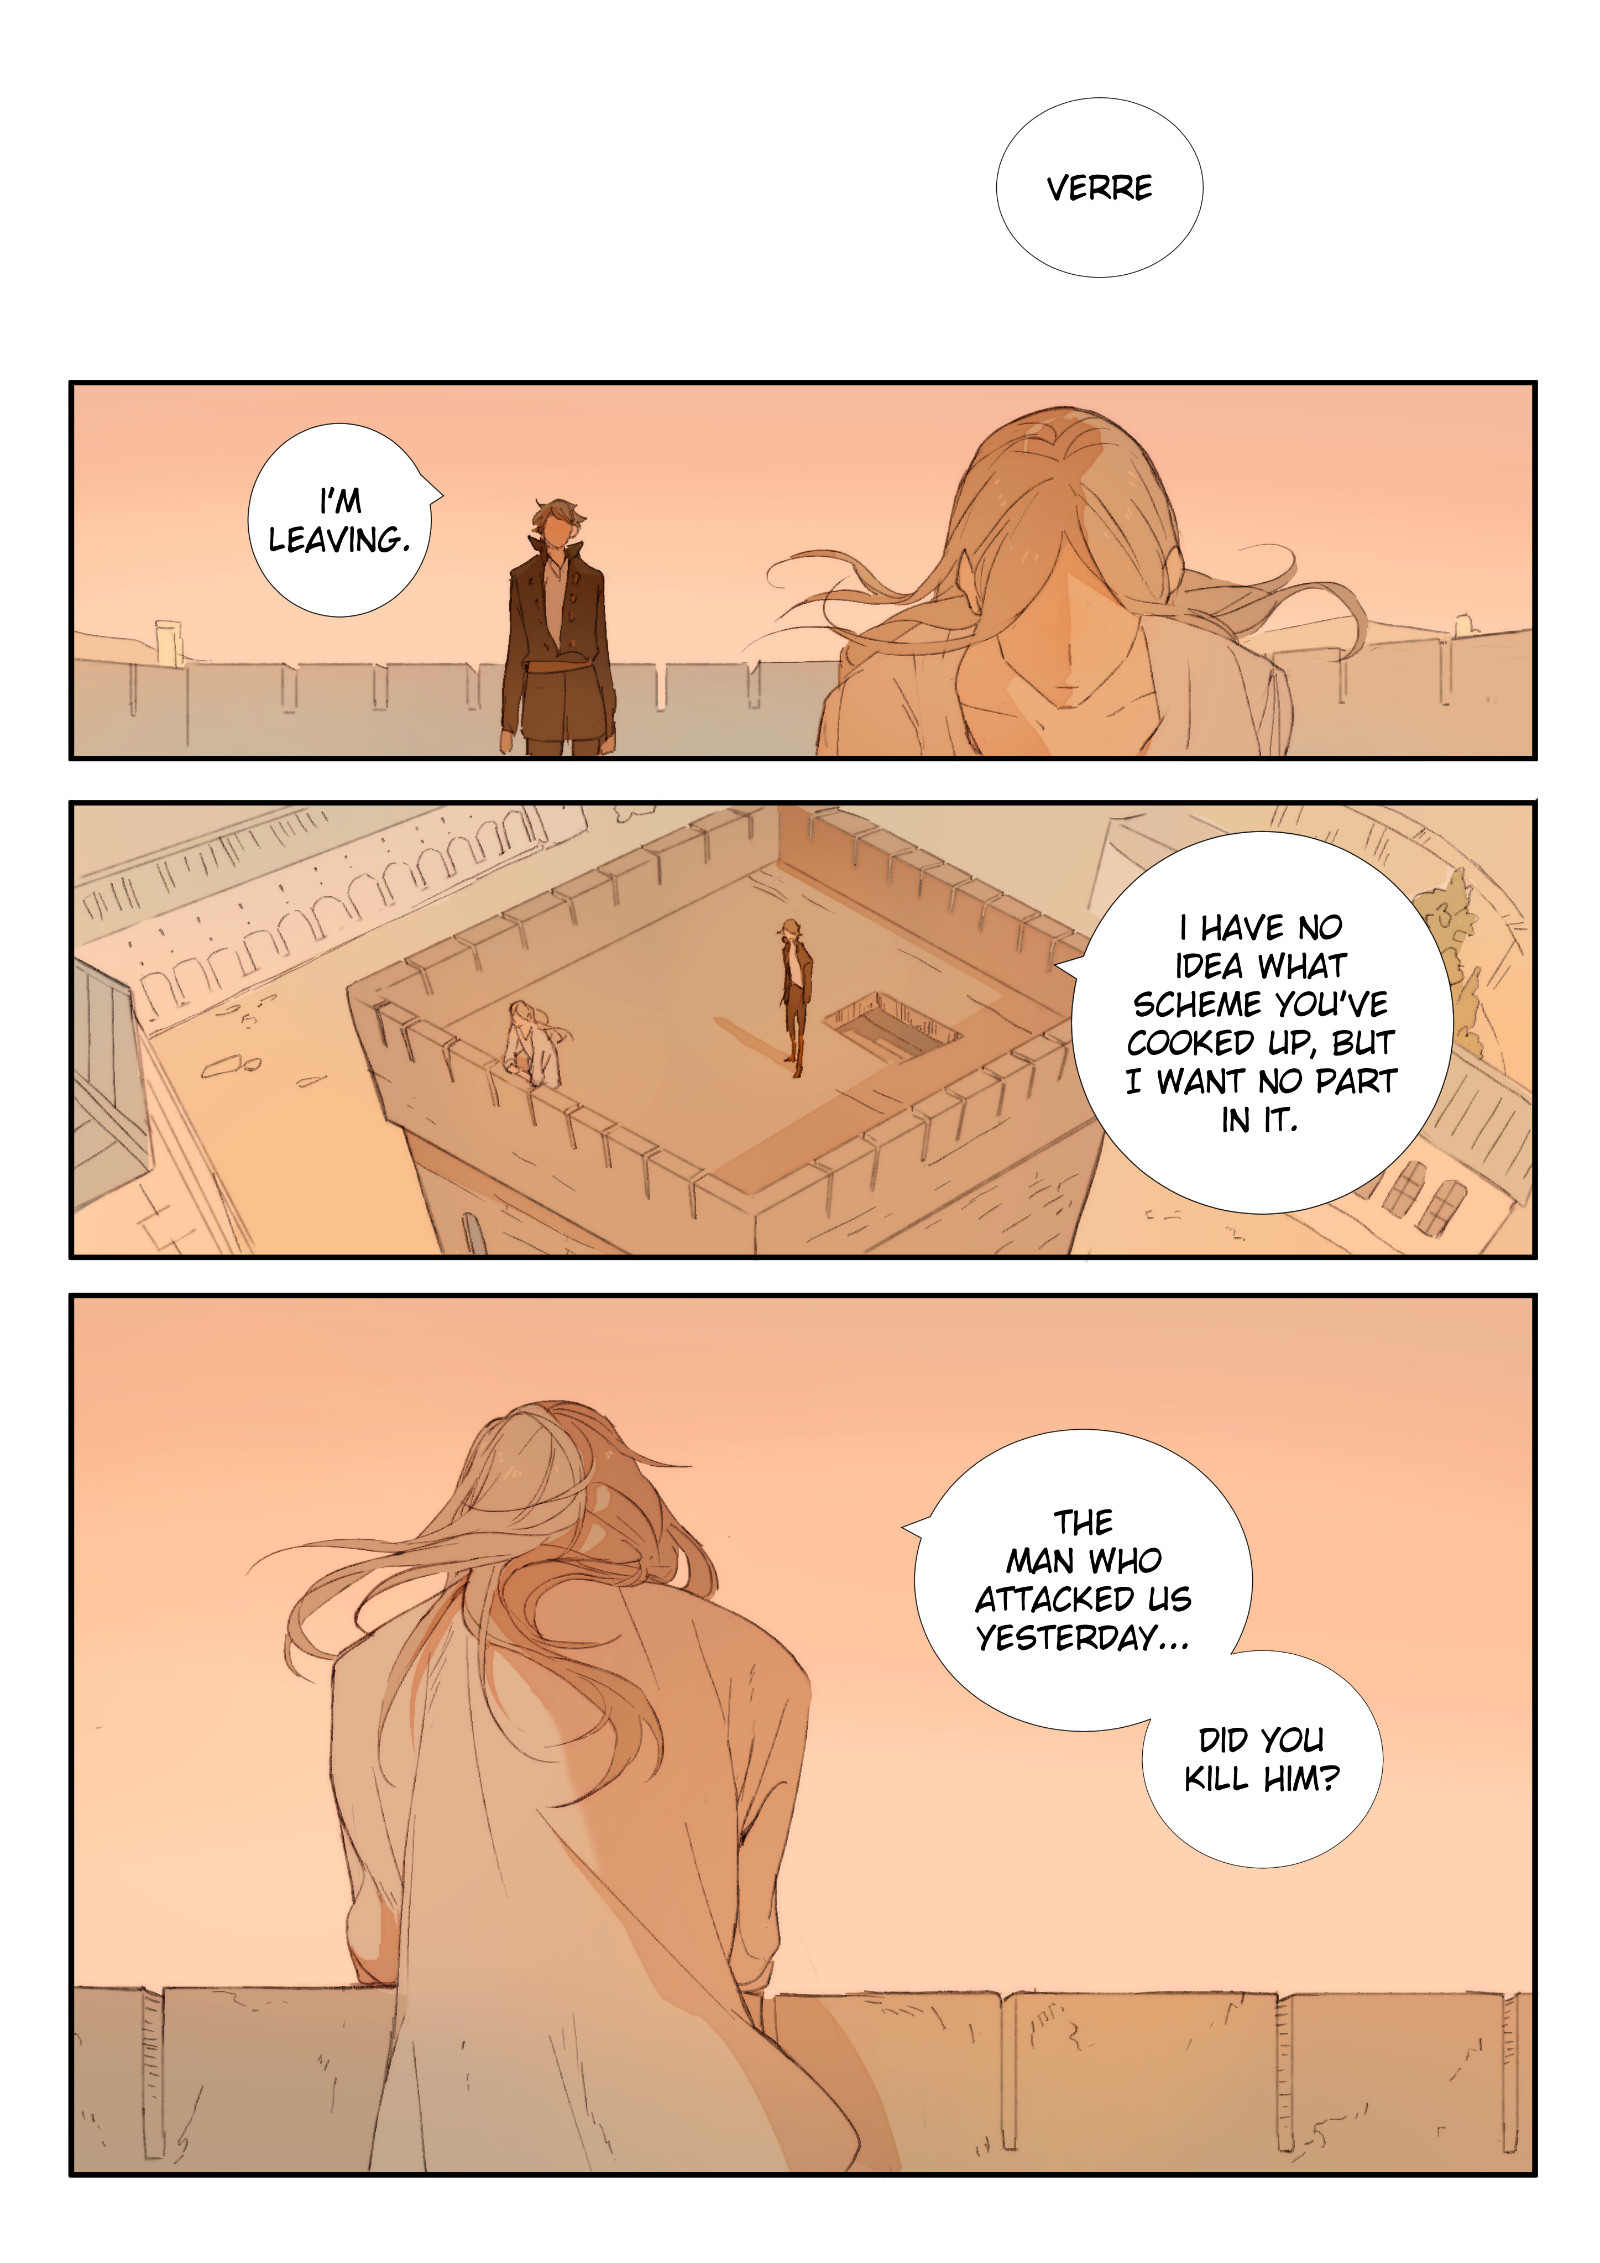 VERRE
I'M
LEAVING.
I HAVE NO
IDEA WHAT
SCHEME YOU'VE
COOKED UP, BUT
I WANT NO PART
IN IT.
THE
MAN WHO
ATTACKED US
YESTERDAY...
DID YOU
KILL HIM?